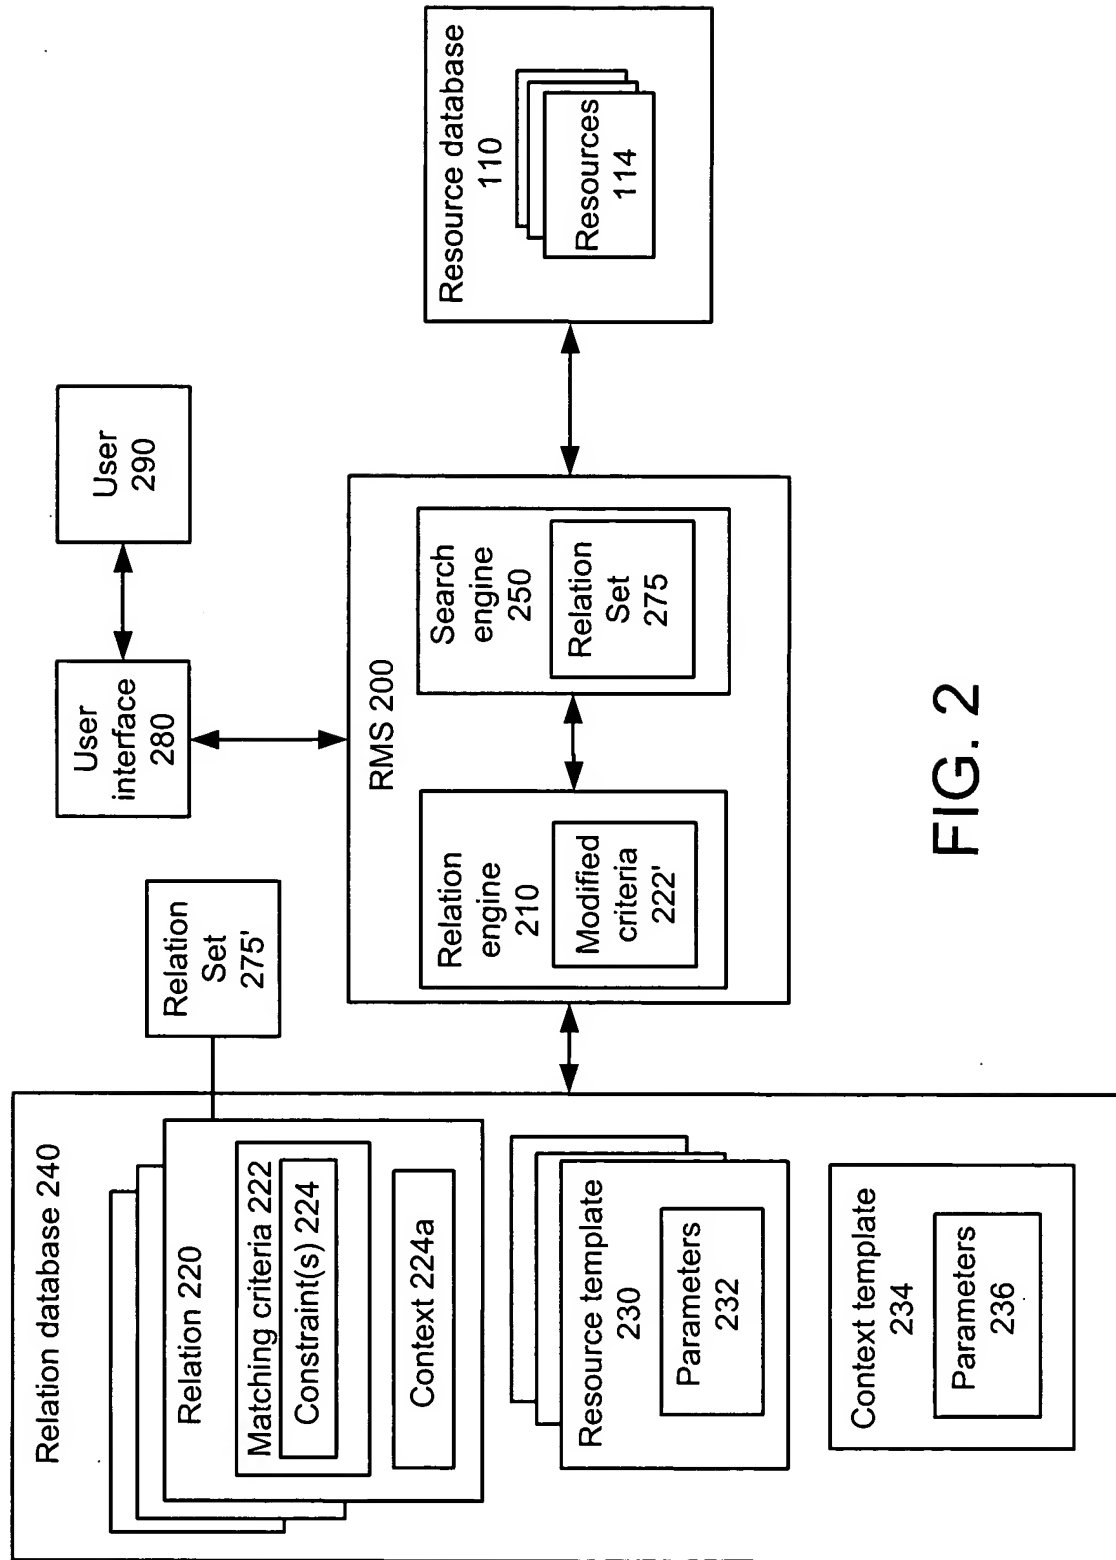 Relation database 240
Relation 220
Matching criteria 222
Constraint(s) 224
Context 224a
Resource template
230
Parameters
232
Context template
234
Parameters
236
Relation
Set
275'
User
interface
280
User
290
RMS 200
Relation
engine
210
Modified
criteria
222'
Search
engine
250
Relation
Set
275
Resource database
110
Resources
114
FIG. 2